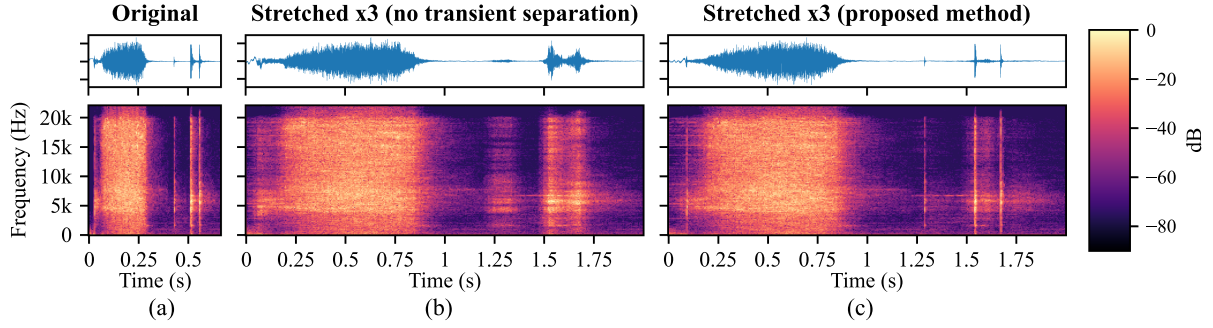 Original
Stretched x3 (no transient separation)
Stretched x3 (proposed method)
Frequency (Hz)
20k
15k
10k
5k
0
0 0.25 0.5
Time (s)
(a)
0 0.25 0.5 0.75 1 1.25 1.5 1.75
Time (s)
(b)
0 0.25 0.5 0.75 1 1.25 1.5 1.75
Time (s)
(c)
0
−20
−40
−60
−80
dB